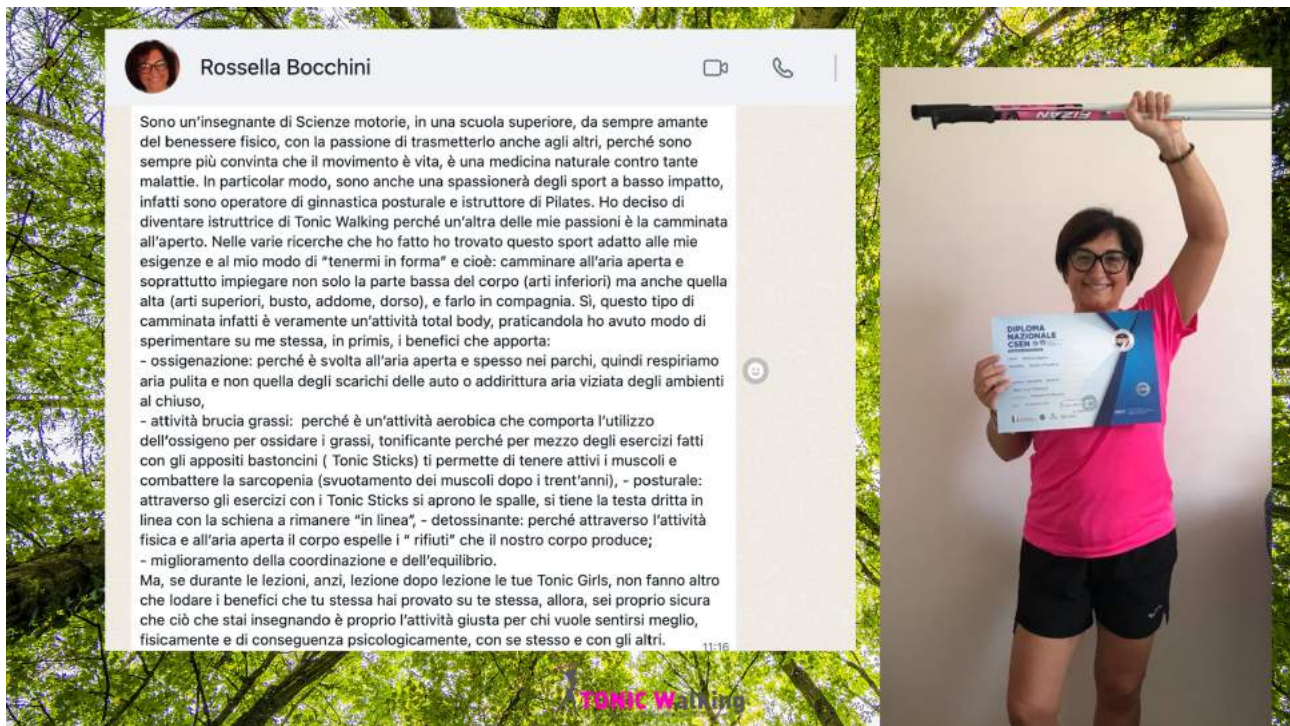 Rossella Bocchini
Sono un'insegnante di Scienze motorie, in una scuola superiore, da sempre amante
del benessere fisico, con la passione di trasmetterlo anche agli altri, perché sono
sempre più convinta che il movimento è vita, è una medicina naturale contro tante
malattie. In particolar modo, sono anche una spassionerà degli sport a basso impatto,
infatti sono operatore di ginnastica posturale e istruttore di Pilates. Ho deciso di
diventare istruttrice di Tonic Walking perché un'altra delle mie passioni è la camminata
all'aperto. Nelle varie ricerche che ho fatto ho trovato questo sport adatto alle mie
esigenze e al mio modo di "tenermi in forma" e cioè: camminare all'aria aperta e
soprattutto impiegare non solo la parte bassa del corpo (arti inferiori) ma anche quella
alta (arti superiori, busto, addome, dorso), e farlo in compagnia. Sì, questo tipo di
camminata infatti è veramente un'attività total body, praticandola ho avuto modo di
sperimentare su me stessa, in primis, i benefici che apporta:
- ossigenazione: perché è svolta all'aria aperta e spesso nei parchi, quindi respiriamo
aria pulita e non quella degli scarichi delle auto o addirittura aria viziata degli ambienti
al chiuso,
- attività brucia grassi:  perché è un'attività aerobica che comporta l'utilizzo
dell'ossigeno per ossidare i grassi, tonificante perché per mezzo degli esercizi fatti
con gli appositi bastoncini ( Tonic Sticks) ti permette di tenere attivi i muscoli e
combattere la sarcopenia (svuotamento dei muscoli dopo i trent'anni), - posturale:
attraverso gli esercizi con i Tonic Sticks si aprono le spalle, si tiene la testa dritta in
linea con la schiena a rimanere "in linea", - detossinante: perché attraverso l'attività
fisica e all'aria aperta il corpo espelle i " rifiuti" che il nostro corpo produce;
- miglioramento della coordinazione e dell'equilibrio.
Ma, se durante le lezioni, anzi, lezione dopo lezione le tue Tonic Girls, non fanno altro
che lodare i benefici che tu stessa hai provato su te stessa, allora, sei proprio sicura
che ciò che stai insegnando è proprio l'attività giusta per chi vuole sentirsi meglio,
fisicamente e di conseguenza psicologicamente, con se stesso e con gli altri.
11:16
FIZAN
DIPLOMA
NAZIONALE
CSEN
TONIC Walking